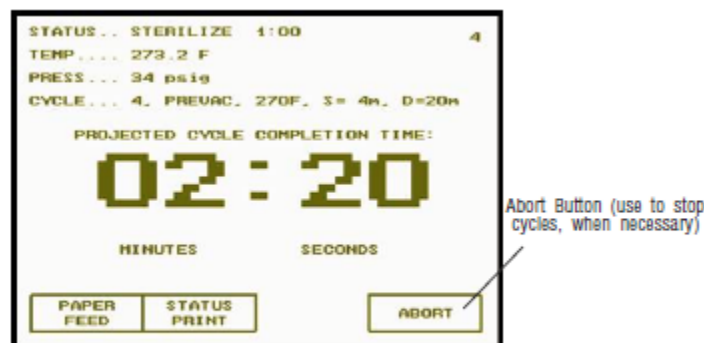 STATUS.. STERILIZE 1:00
4
TEMP.... 273.2 F
PRESS... 34 psig
CYCLE... 4, PREVAC, 270F, S= 4m, D=20m
PROJECTED CYCLE COMPLETION TIME:
02:20
MINUTES SECONDS
PAPER FEED
STATUS PRINT
ABORT
Abort Button (use to stop
cycles, when necessary)